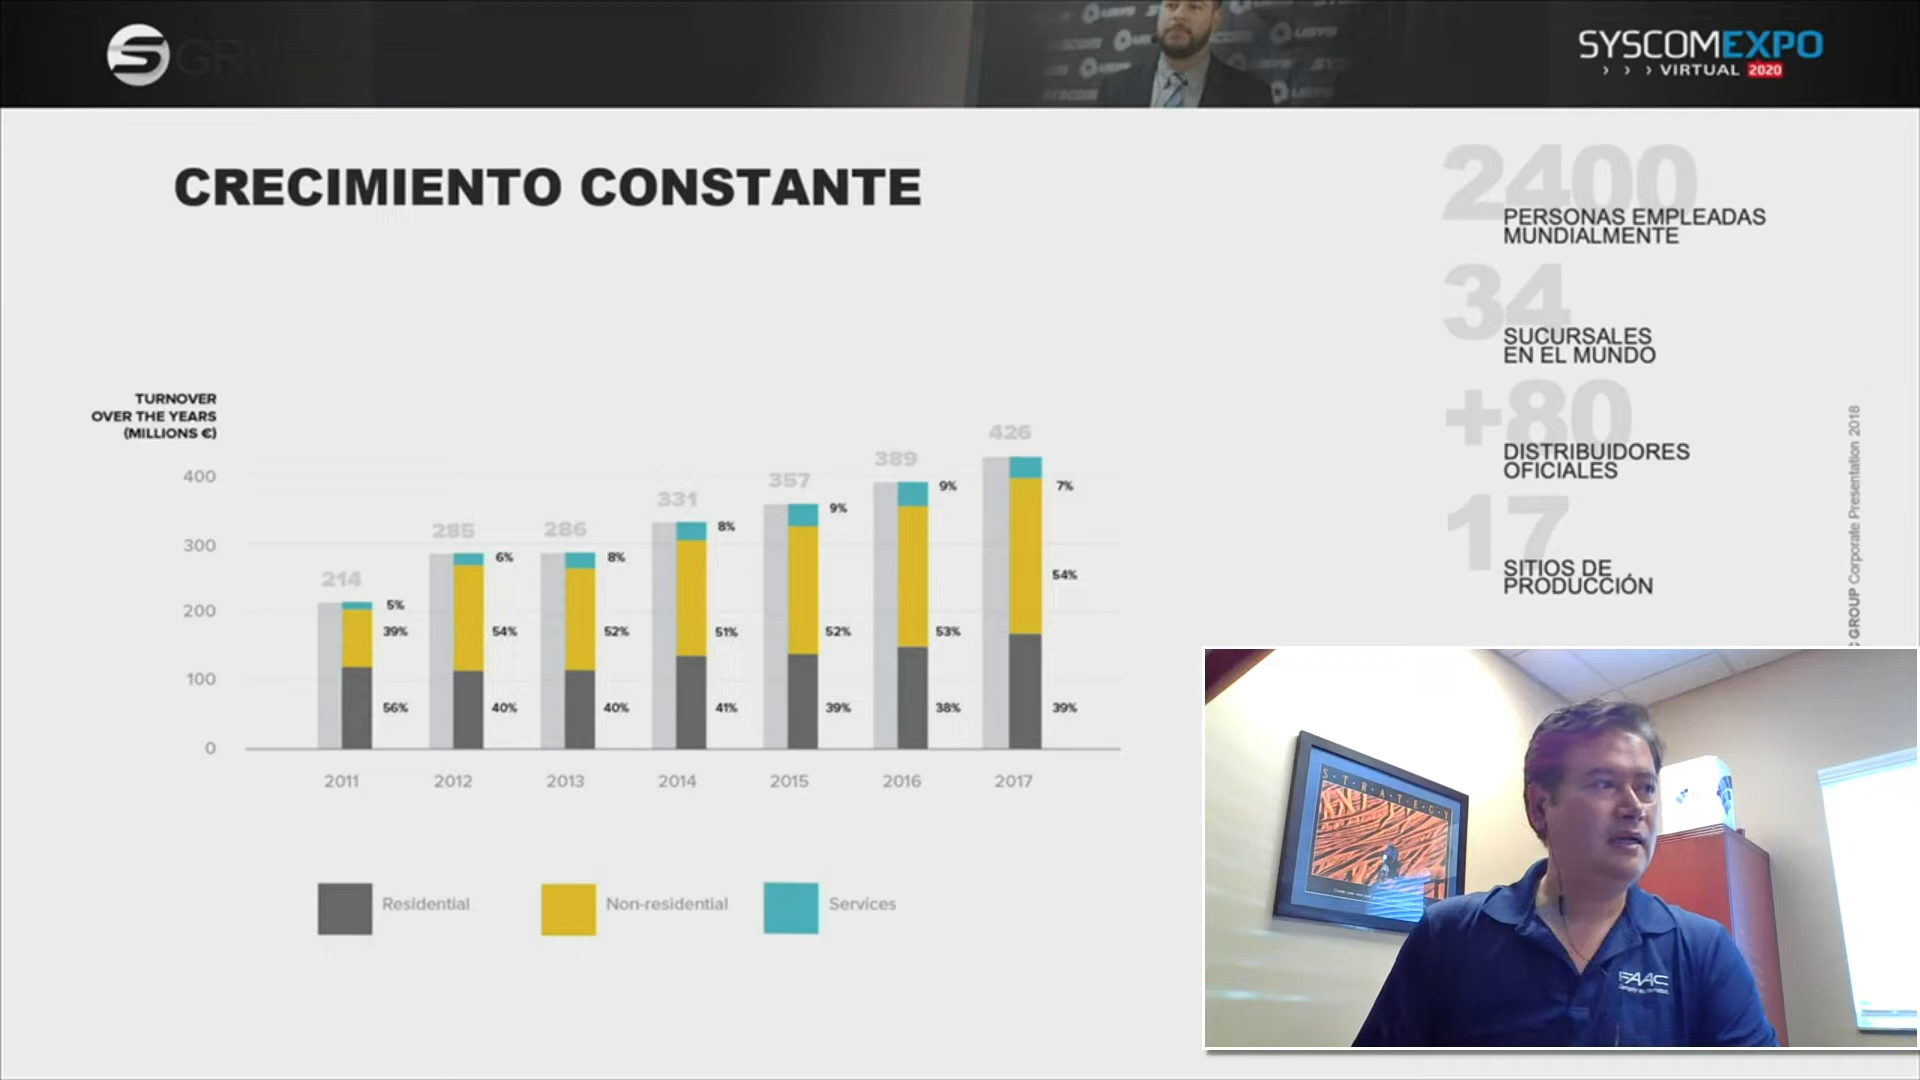 SYSCOMEXPO
› › › VIRTUAL 2020
CRECIMIENTO CONSTANTE
2400
PERSONAS EMPLEADAS
MUNDIALMENTE
34
SUCURSALES
EN EL MUNDO
+80
DISTRIBUIDORES
OFICIALES
17
SITIOS DE
PRODUCCIÓN
GROUP Corporate Presentation 2018
TURNOVER
OVER THE YEARS
(MILLIONS €)
400
300
200
100
0
214
5%
39%
56%
2011
285
6%
54%
40%
2012
286
8%
52%
40%
2013
331
8%
51%
41%
2014
357
9%
52%
39%
2015
389
9%
53%
38%
2016
426
7%
54%
39%
2017
Residential
Non-residential
Services
STRATEGY
FAAC